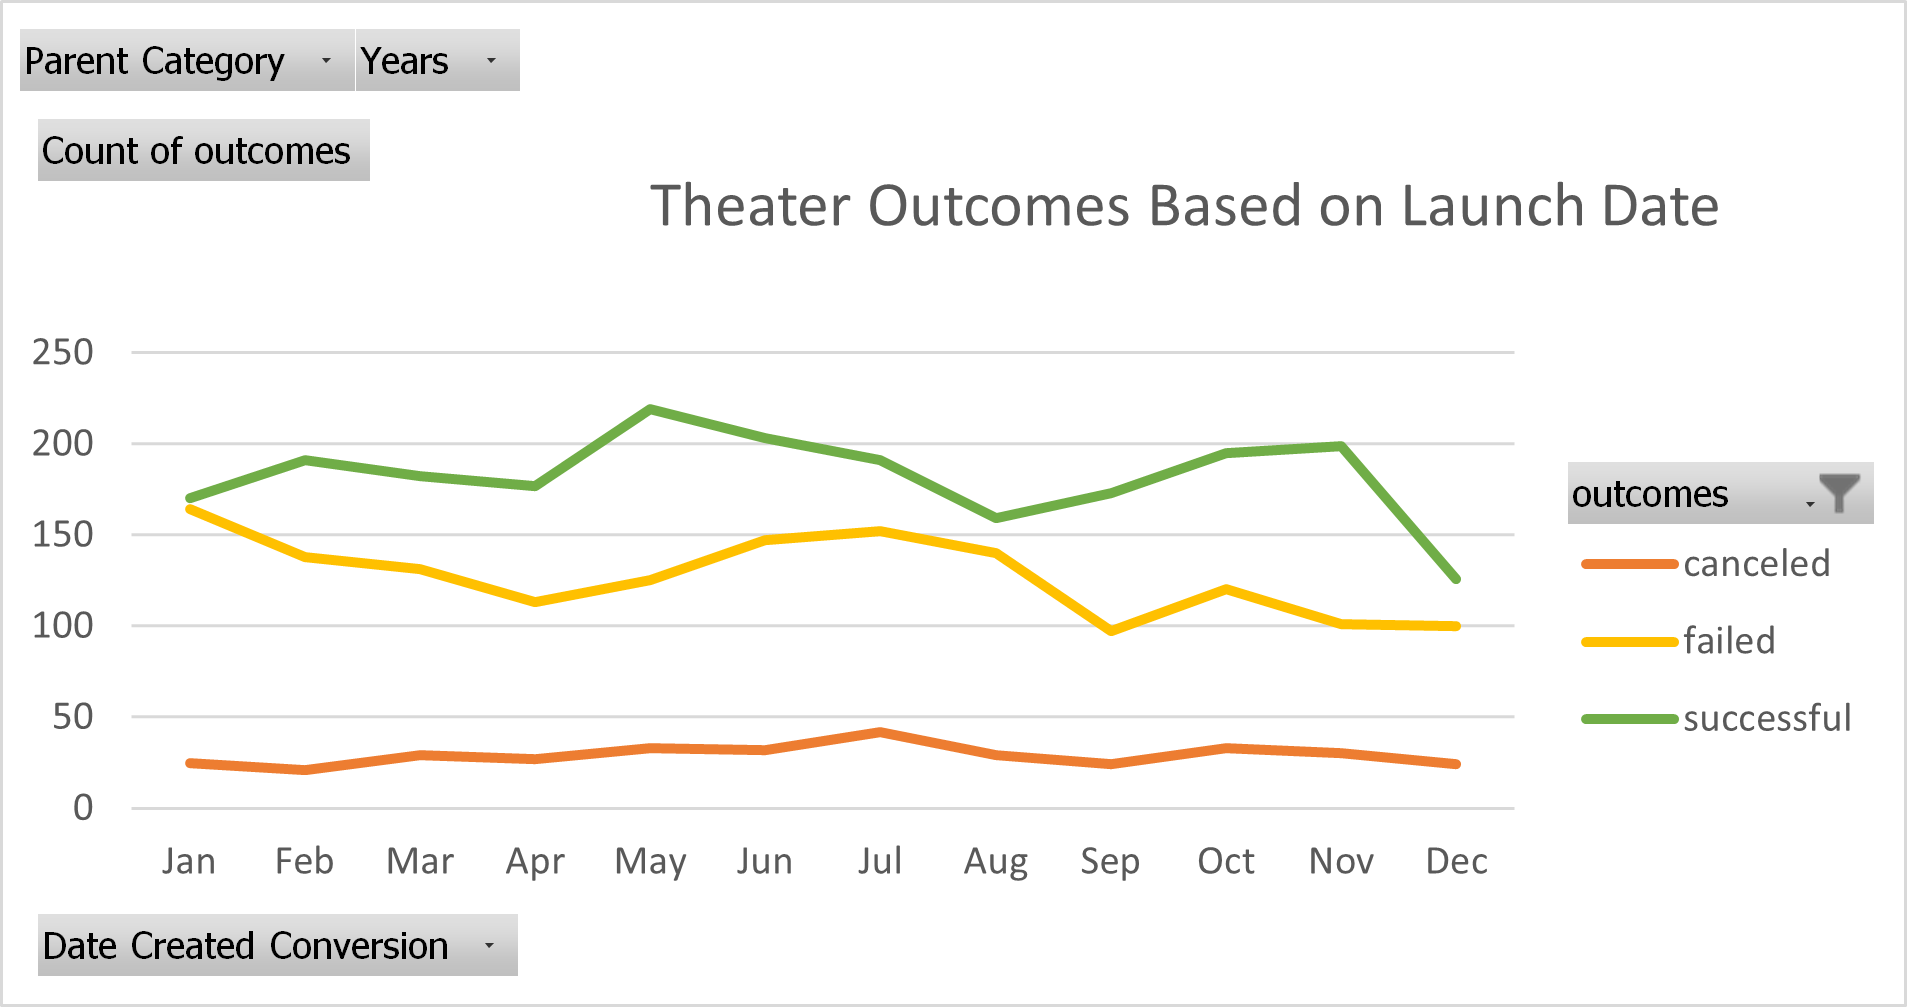 Parent Category Years
Count of outcomes
Theater Outcomes Based on Launch Date
250
200
150
100
50
0
Jan Feb Mar Apr May Jun Jul Aug Sep Oct Nov Dec
outcomes
canceled
failed
successful
Date Created Conversion